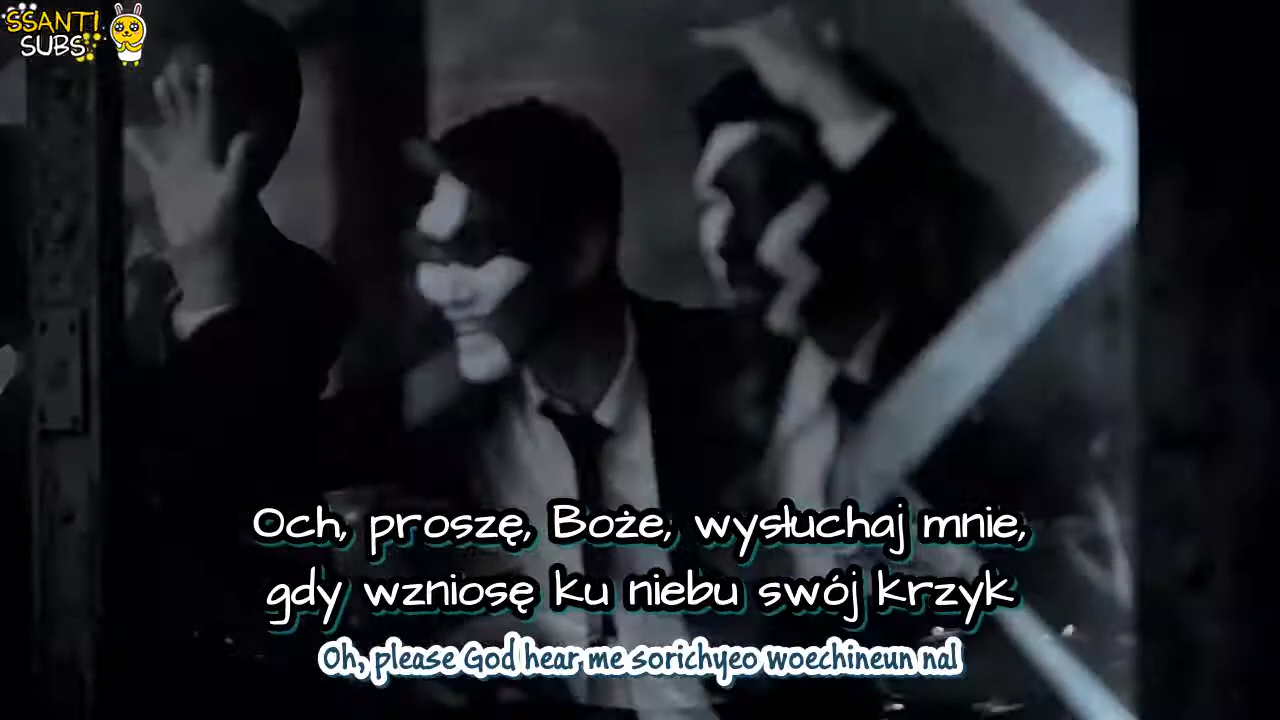 SSANTI
SUBS
Och, proszę, Boże, wysłuchaj mnie,
gdy wzniosę ku niebu swój krzyk
Oh, please God hear me sorichyeo woechineun nal